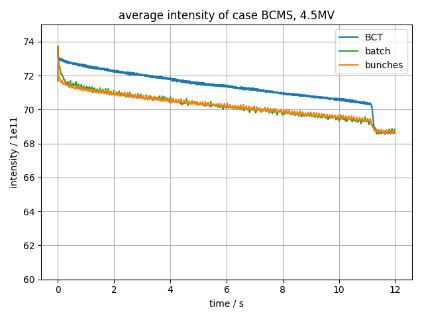 average intensity of case BCMS, 4.5MV
intensity / 1e11
74
72
70
68
66
64
62
60
BCT
batch
bunches
0 2 4 6 8 10 12
time / s